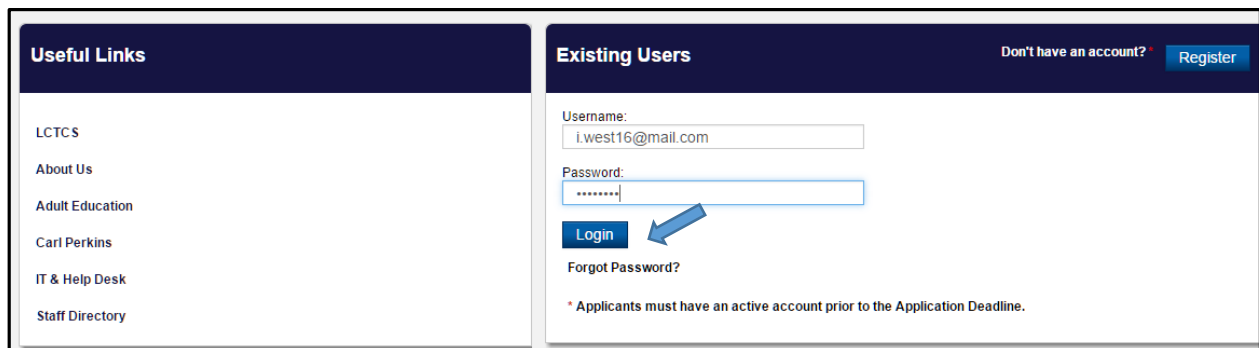 Useful Links
LCTCS
About Us
Adult Education
Carl Perkins
IT & Help Desk
Staff Directory
Existing Users
Don't have an account?*
Register
Username:
i.west16@mail.com
Password:
••••••••
Login
Forgot Password?
* Applicants must have an active account prior to the Application Deadline.